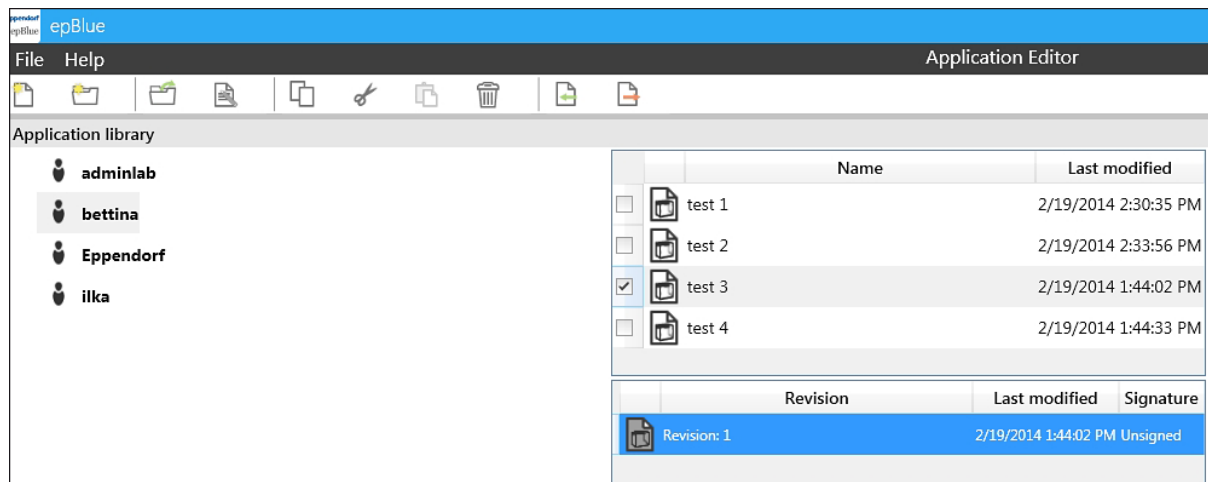 eppendorf
epBlue
epBlue
File Help
Application Editor
Application library
adminlab
bettina
Eppendorf
ilka
Name Last modified
test 1 2/19/2014 2:30:35 PM
test 2 2/19/2014 2:33:56 PM
test 3 2/19/2014 1:44:02 PM
test 4 2/19/2014 1:44:33 PM
Revision Last modified Signature
Revision: 1 2/19/2014 1:44:02 PM Unsigned